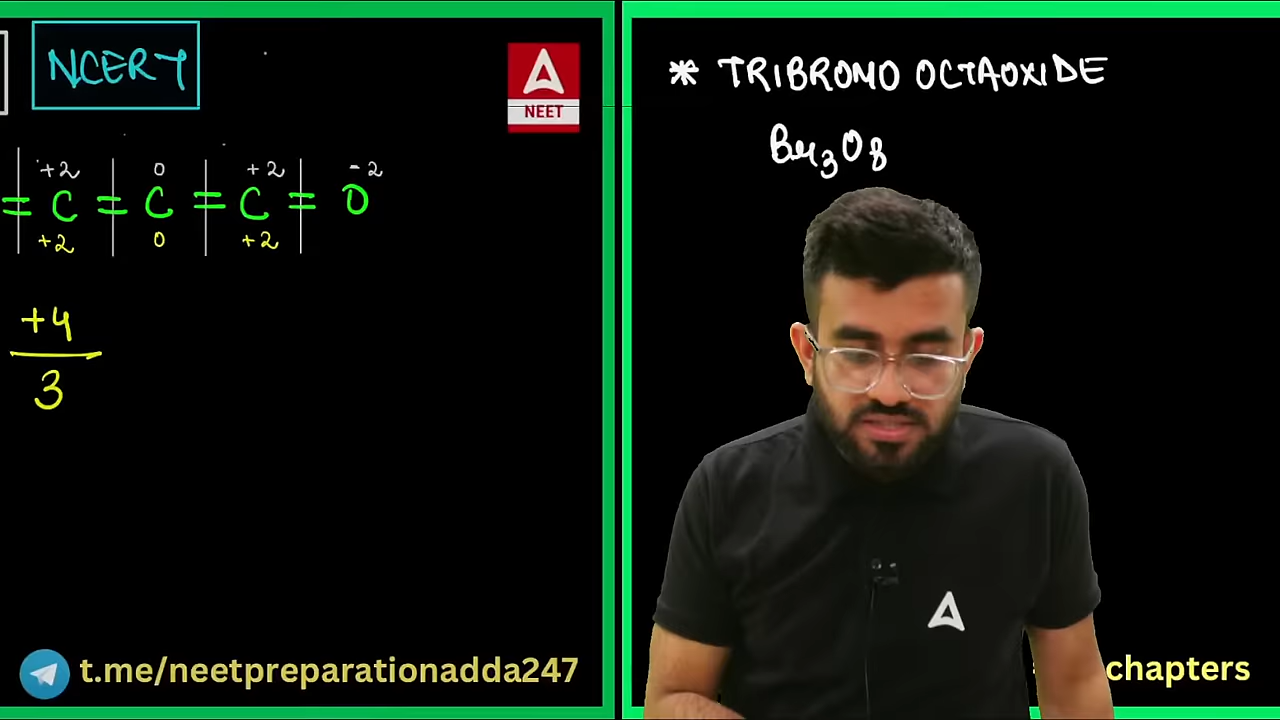 NCERT
NEET
+2 0 +2 -2
= C = C = C = O
+2 0 +2
+4
3
t.me/neetpreparationadda247
* TRIBROMO OCTAOXIDE
Br₃O₈
chapters